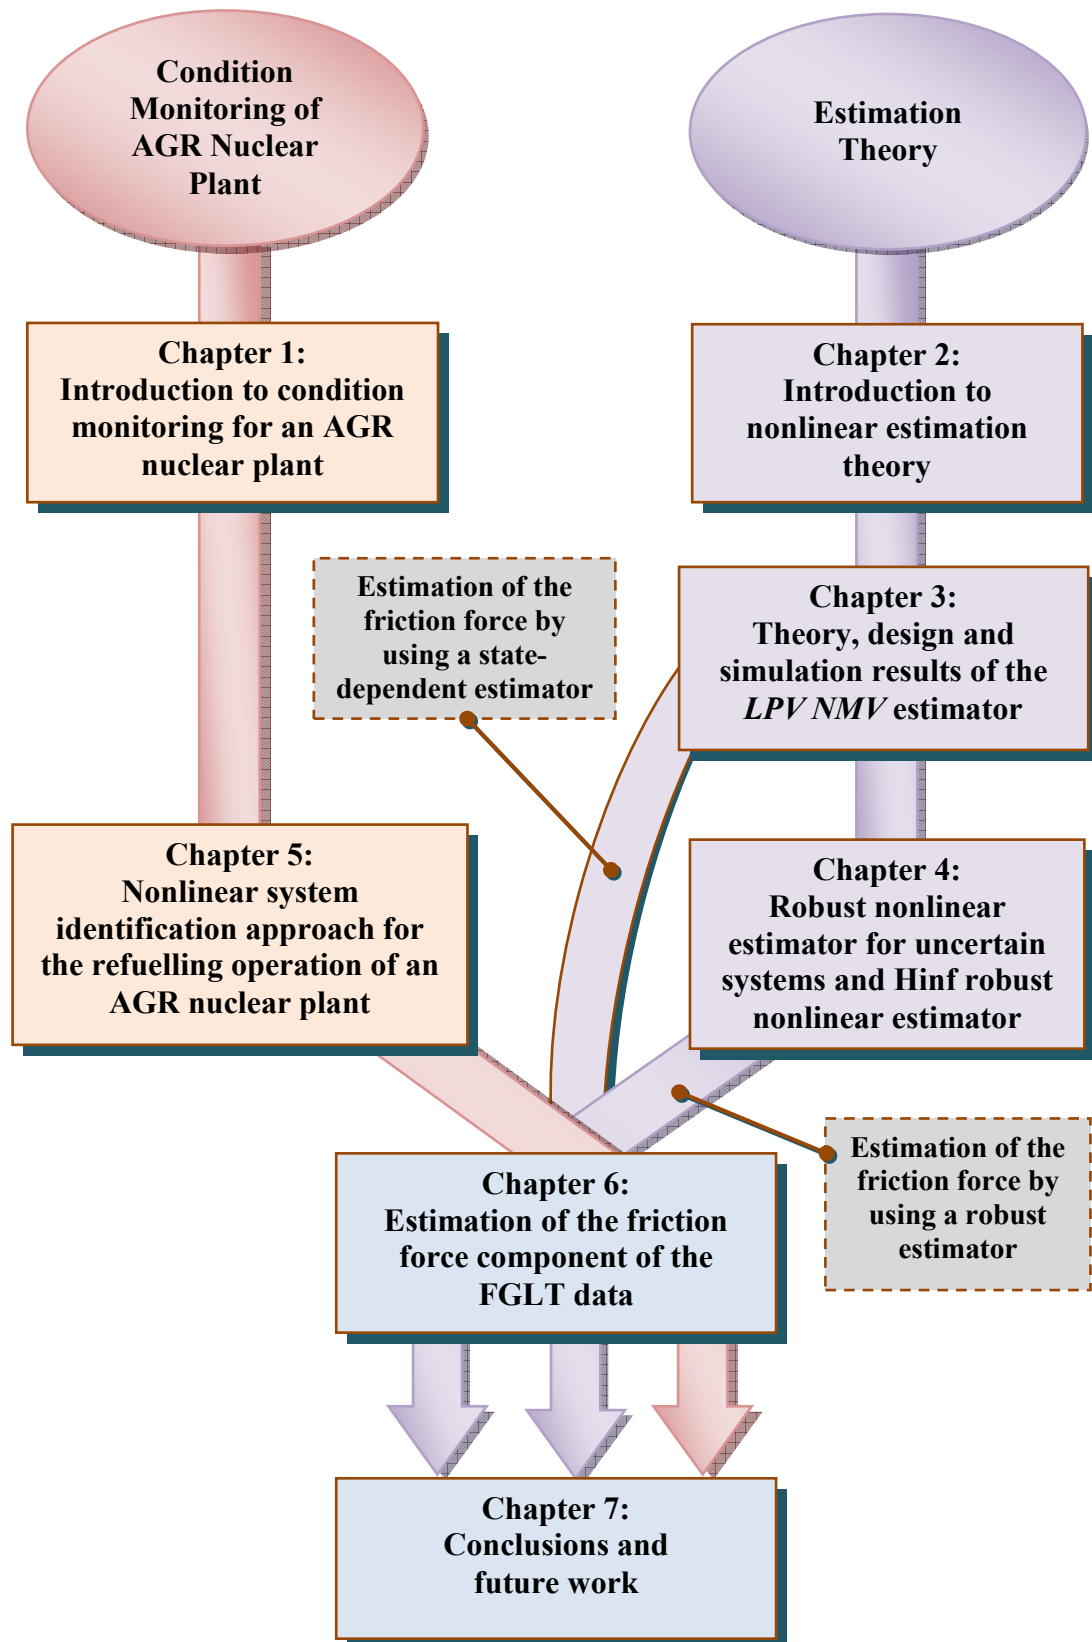 Condition
Monitoring of
AGR Nuclear
Plant
Estimation
Theory
Chapter 1:
Introduction to condition
monitoring for an AGR
nuclear plant
Chapter 2:
Introduction to
nonlinear estimation
theory
Estimation of the
friction force by
using a state-
dependent estimator
Chapter 3:
Theory, design and
simulation results of the
LPV NMV estimator
Chapter 5:
Nonlinear system
identification approach for
the refuelling operation of an
AGR nuclear plant
Chapter 4:
Robust nonlinear
estimator for uncertain
systems and Hinf robust
nonlinear estimator
Estimation of the
friction force by
using a robust
estimator
Chapter 6:
Estimation of the friction
force component of the
FGLT data
Chapter 7:
Conclusions and
future work